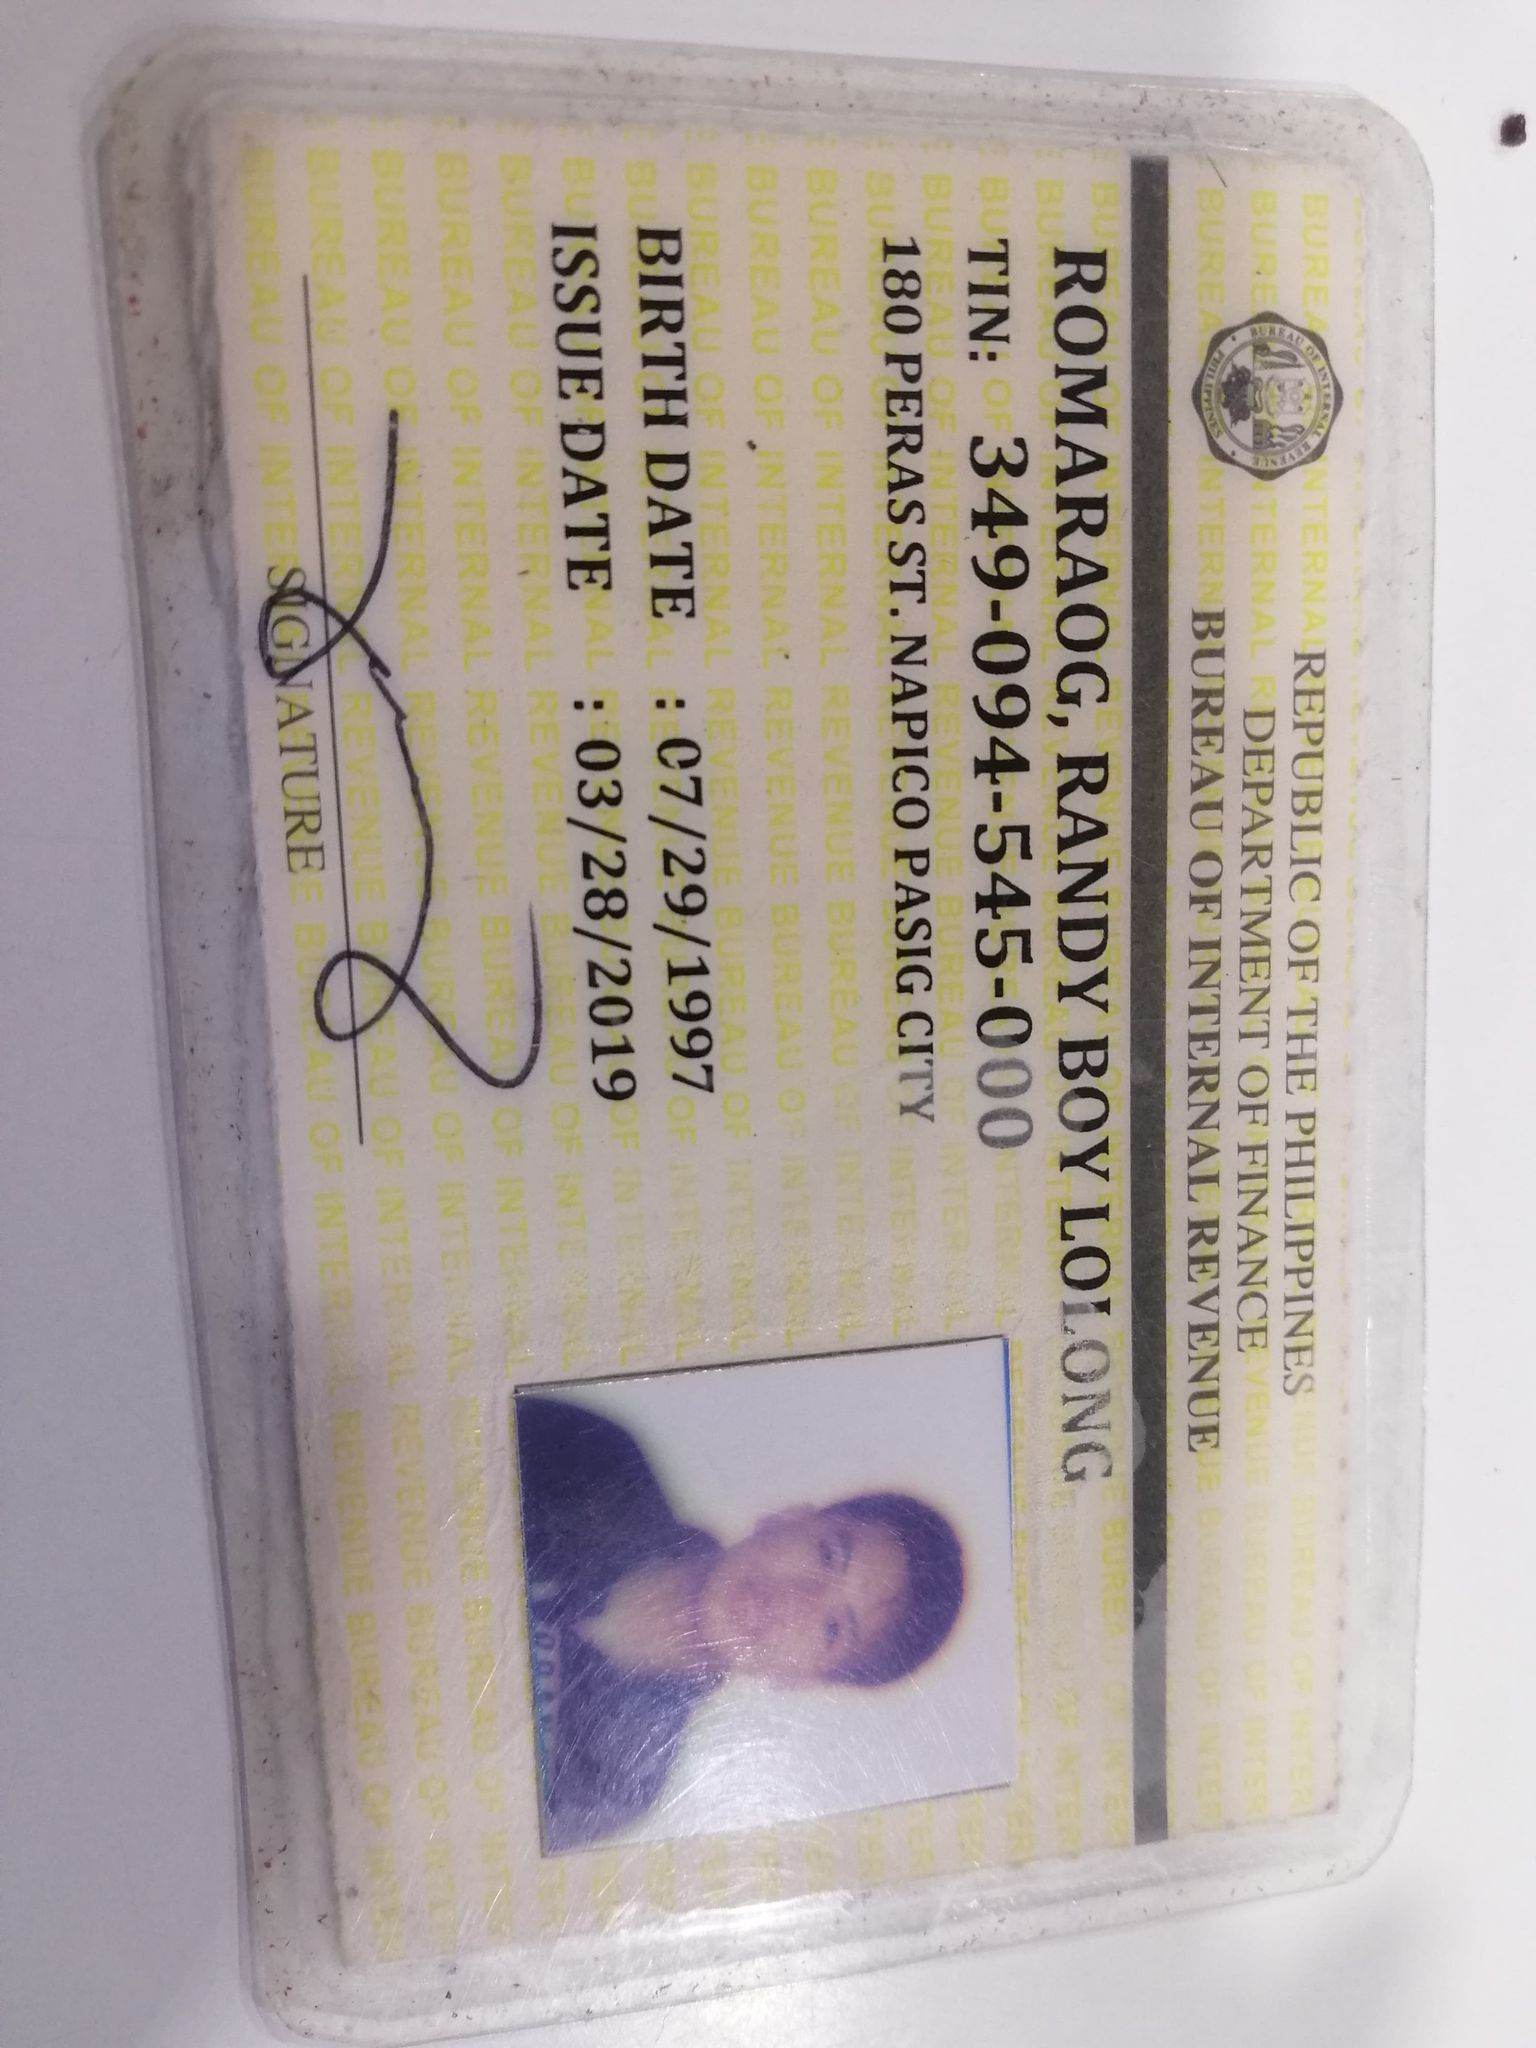 REPUBLIC OF THE PHILIPPINES
DEPARTMENT OF FINANCE
BUREAU OF INTERNAL REVENUE
BUREAU OF INTERNAL REVENUE
PHILIPPINES
ROMARAOG, RANDY BOY LOLONG
TIN: 349-094-545-000
180 PERAS ST. NAPICO PASIG CITY
BIRTH DATE : 07/29/1997
ISSUE DATE : 03/28/2019
SIGNATURE